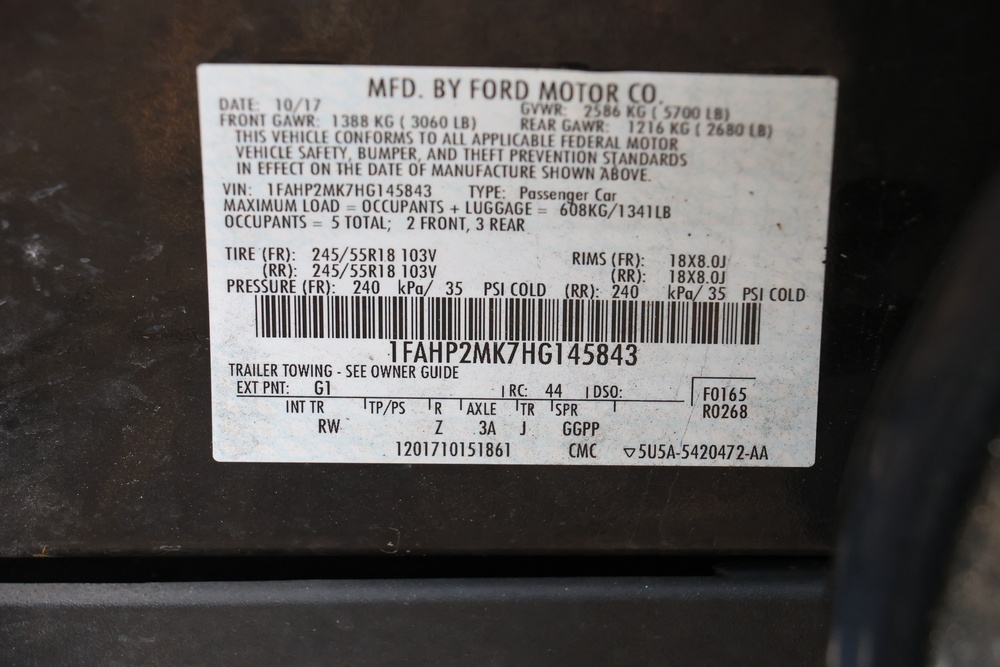 MFD. BY FORD MOTOR CO.
DATE: 10/17 GVWR: 2586 KG ( 5700 LB)
FRONT GAWR: 1388 KG ( 3060 LB) REAR GAWR: 1216 KG ( 2680 LB)
THIS VEHICLE CONFORMS TO ALL APPLICABLE FEDERAL MOTOR
VEHICLE SAFETY, BUMPER, AND THEFT PREVENTION STANDARDS
IN EFFECT ON THE DATE OF MANUFACTURE SHOWN ABOVE.
VIN: 1FAHP2MK7HG145843 TYPE: Passenger Car
MAXIMUM LOAD = OCCUPANTS + LUGGAGE = 608KG/1341LB
OCCUPANTS = 5 TOTAL; 2 FRONT, 3 REAR
TIRE (FR): 245/55R18 103V RIMS (FR): 18X8.0J
(RR): 245/55R18 103V (RR): 18X8.0J
PRESSURE (FR): 240 kPa/ 35 PSI COLD (RR): 240 kPa/ 35 PSI COLD
1FAHP2MK7HG145843
TRAILER TOWING - SEE OWNER GUIDE
EXT PNT: G1 RC: 44 DSO: F0165
R0268
INT TR TP/PS R AXLE TR SPR
RW Z 3A J GGPP
1201710151861 CMC ▽5U5A-5420472-AA